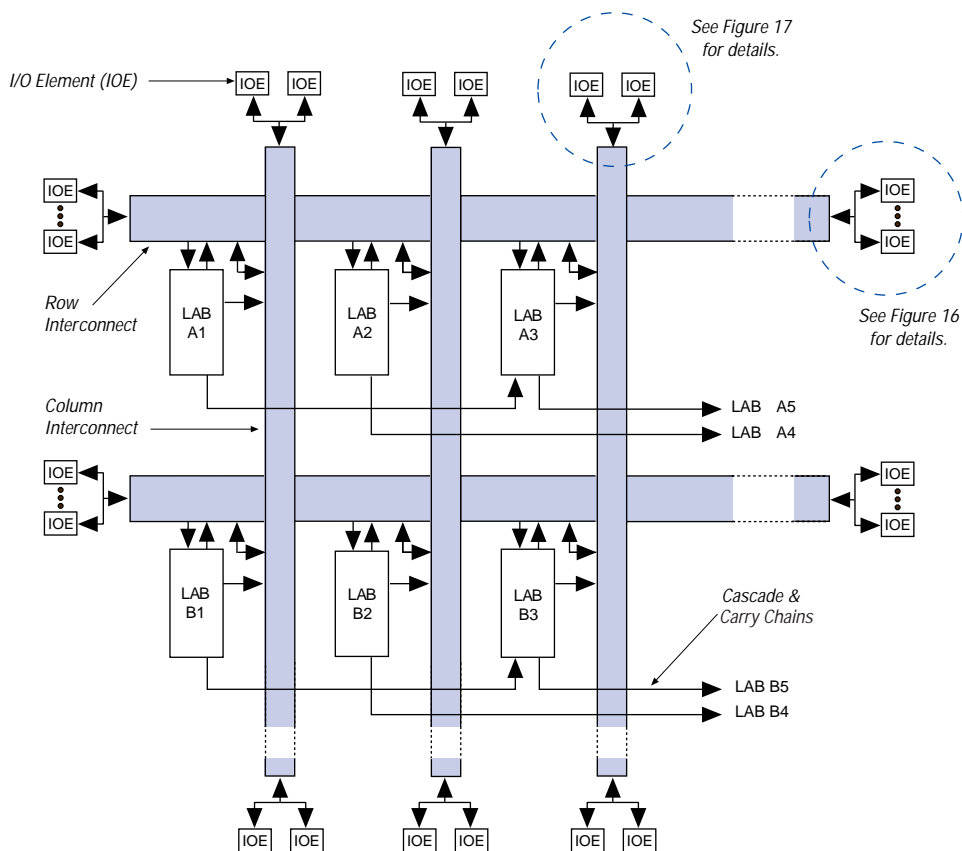 See Figure 17
for details.
I/O Element (IOE)
IOE IOE IOE IOE IOE IOE
IOE IOE
IOE IOE
Row
Interconnect
LAB
A1
LAB
A2
LAB
A3
See Figure 16
for details.
Column
Interconnect
LAB A5
LAB A4
IOE IOE
IOE IOE
LAB
B1
LAB
B2
LAB
B3
Cascade &
Carry Chains
LAB B5
LAB B4
IOE IOE IOE IOE IOE IOE